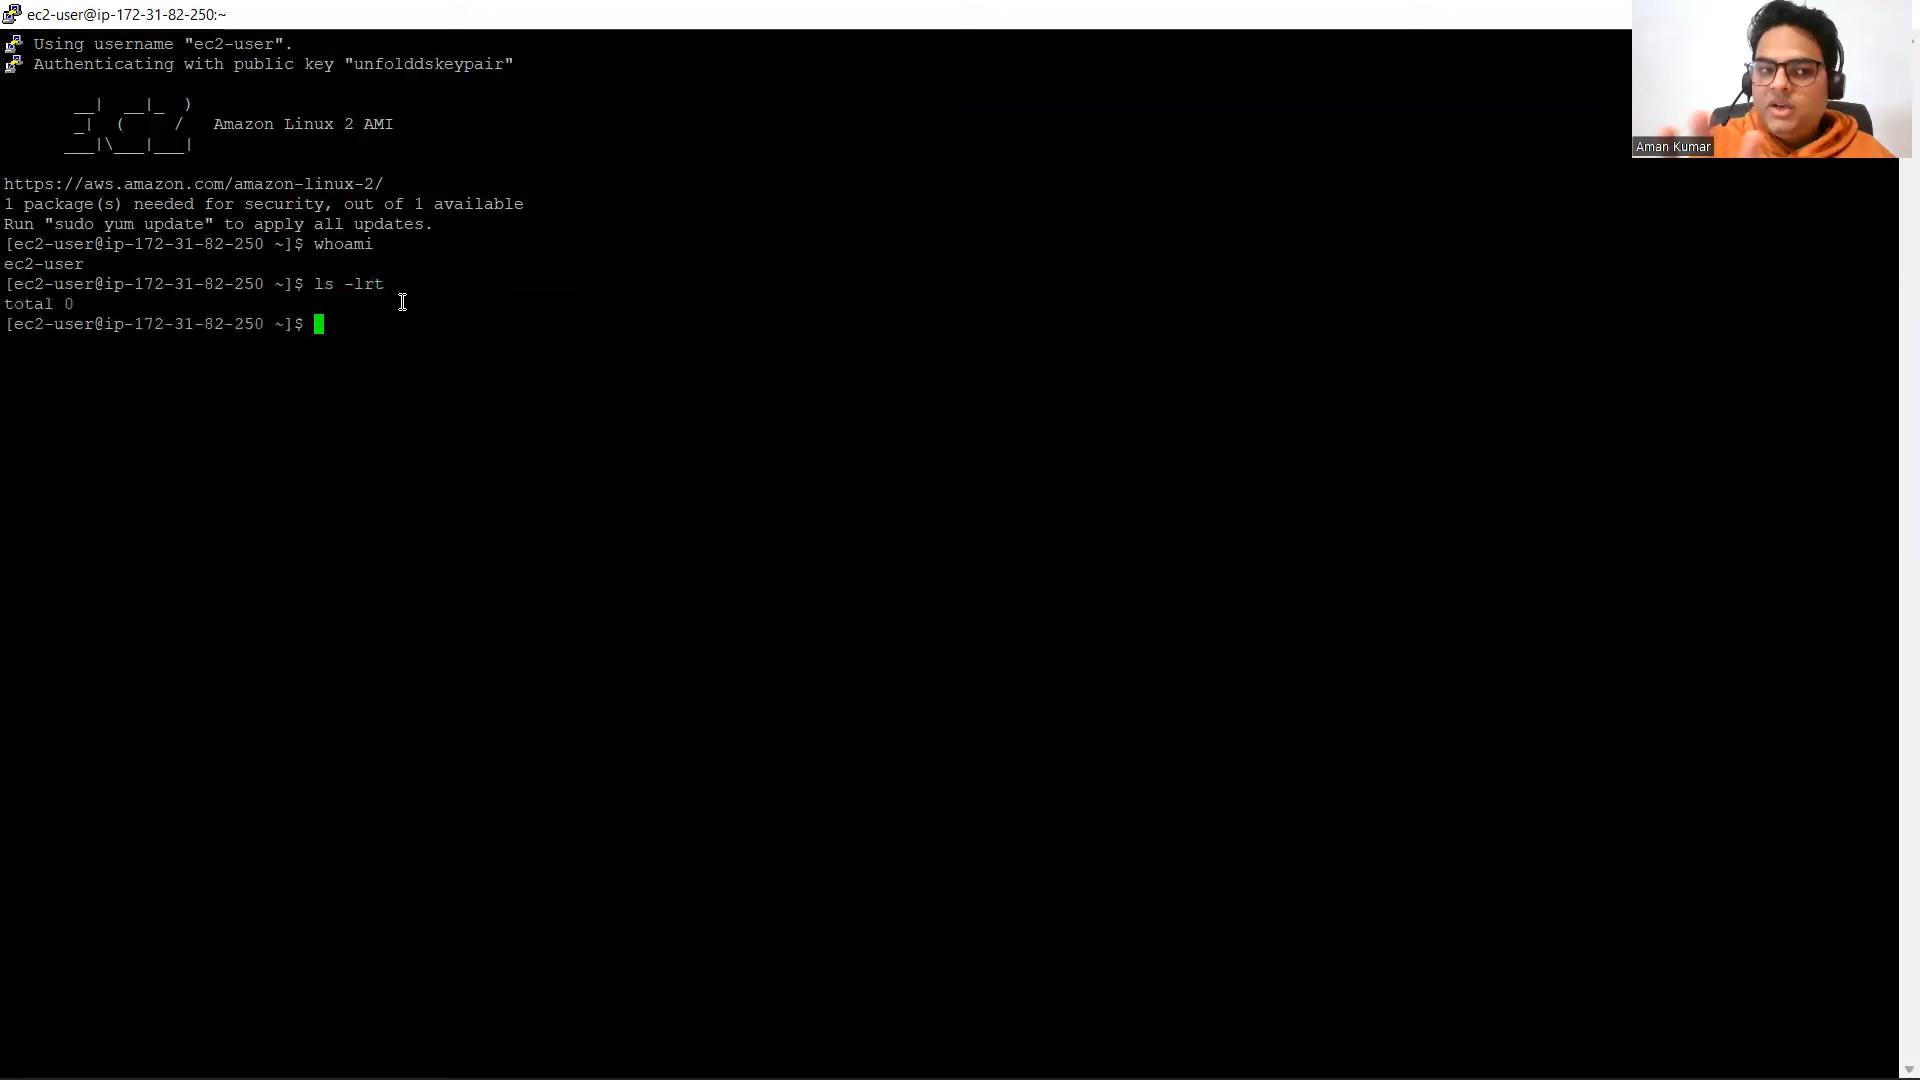 ec2-user@ip-172-31-82-250:~
Using username "ec2-user".
Authenticating with public key "unfolddskeypair"
       __|  __|_  )
       _|  (     /   Amazon Linux 2 AMI
      ___|\___|___|
https://aws.amazon.com/amazon-linux-2/
1 package(s) needed for security, out of 1 available
Run "sudo yum update" to apply all updates.
[ec2-user@ip-172-31-82-250 ~]$ whoami
ec2-user
[ec2-user@ip-172-31-82-250 ~]$ ls -lrt
total 0
[ec2-user@ip-172-31-82-250 ~]$
Aman Kumar